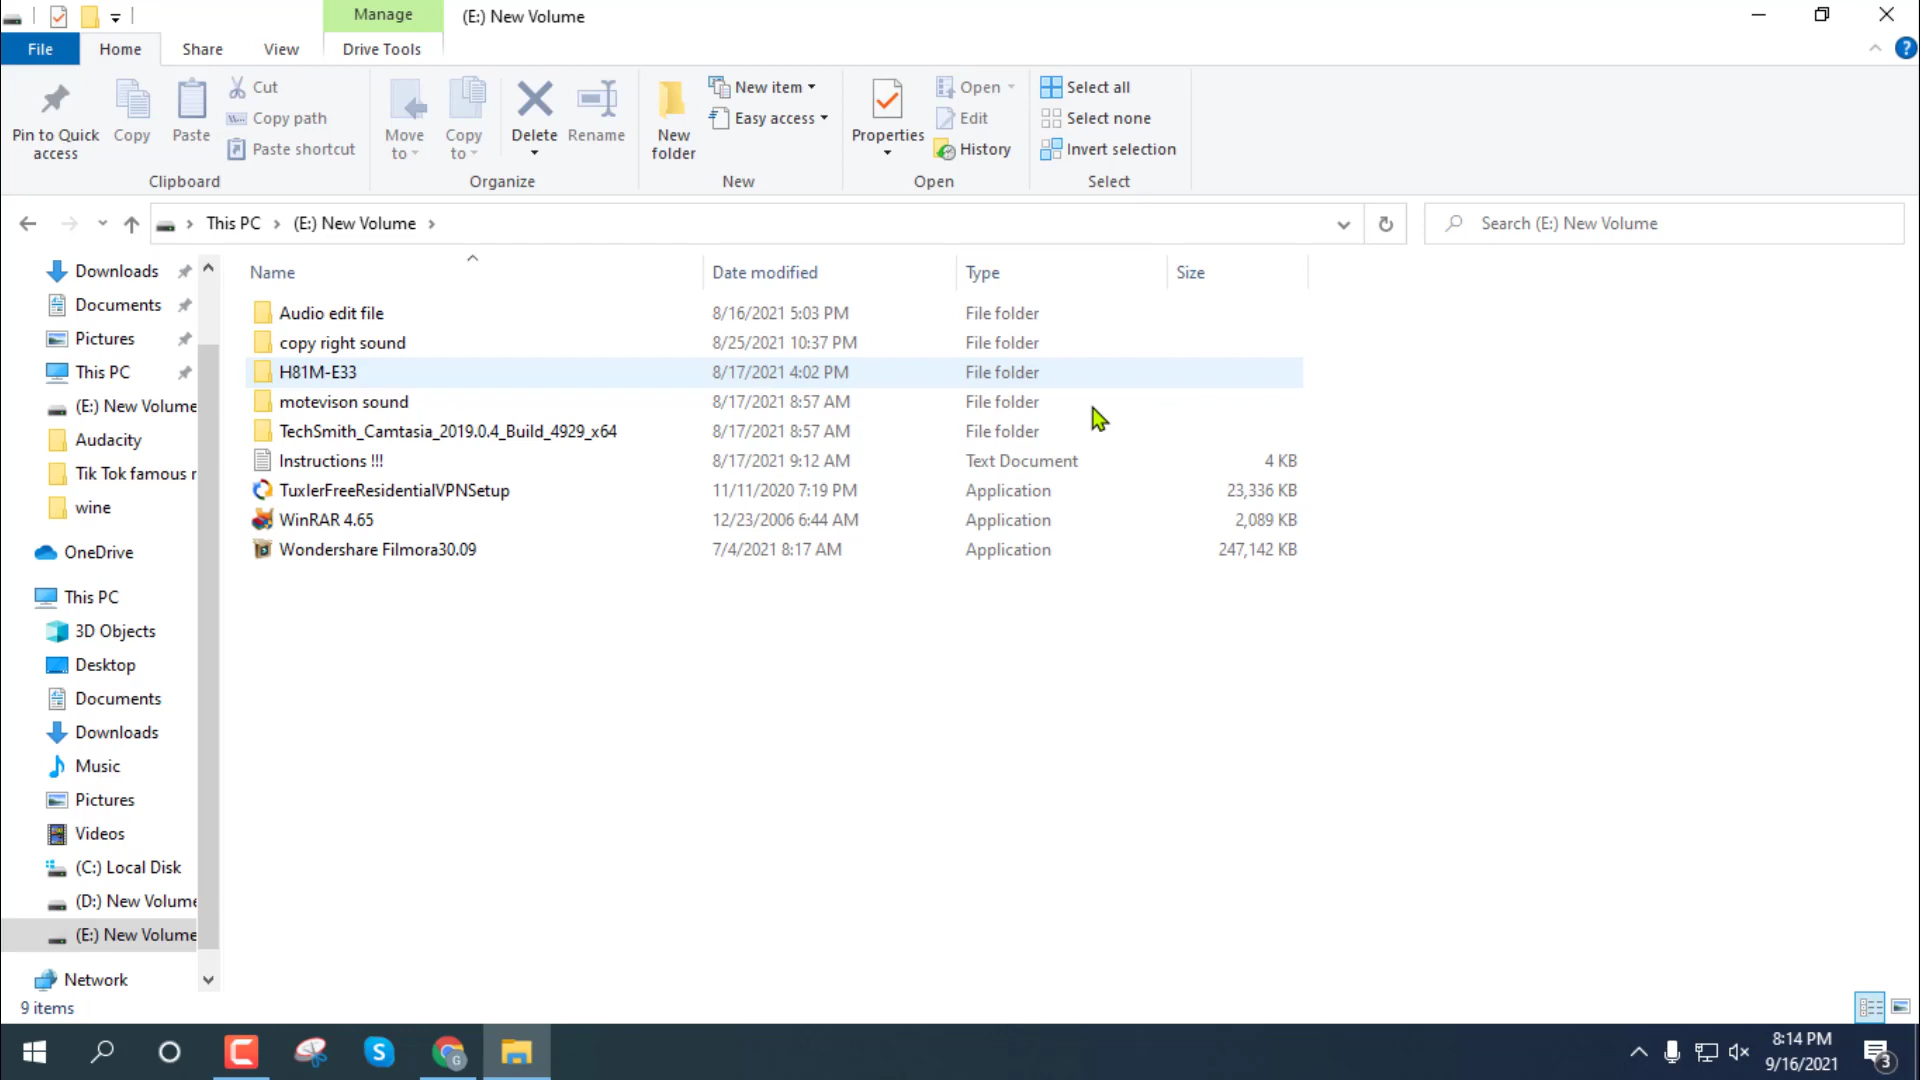 Manage
(E:) New Volume
File
Home
Share
View
Drive Tools
Pin to Quick access
Copy
Paste
Cut
Copy path
Paste shortcut
Clipboard
Move to
Copy to
Delete
Rename
Organize
New folder
New item
Easy access
New
Properties
Open
Edit
History
Open
Select all
Select none
Invert selection
Select
This PC
(E:) New Volume
Search (E:) New Volume
Name
Date modified
Type
Size
Audio edit file 8/16/2021 5:03 PM File folder
copy right sound 8/25/2021 10:37 PM File folder
H81M-E33 8/17/2021 4:02 PM File folder
motevison sound 8/17/2021 8:57 AM File folder
TechSmith_Camtasia_2019.0.4_Build_4929_x64 8/17/2021 8:57 AM File folder
Instructions !!! 8/17/2021 9:12 AM Text Document 4 KB
TuxlerFreeResidentialVPNSetup 11/11/2020 7:19 PM Application 23,336 KB
WinRAR 4.65 12/23/2006 6:44 AM Application 2,089 KB
Wondershare Filmora30.09 7/4/2021 8:17 AM Application 247,142 KB
Downloads
Documents
Pictures
This PC
(E:) New Volume
Audacity
Tik Tok famous r
wine
OneDrive
This PC
3D Objects
Desktop
Documents
Downloads
Music
Pictures
Videos
(C:) Local Disk
(D:) New Volume
(E:) New Volume
Network
9 items
8:14 PM
9/16/2021
3